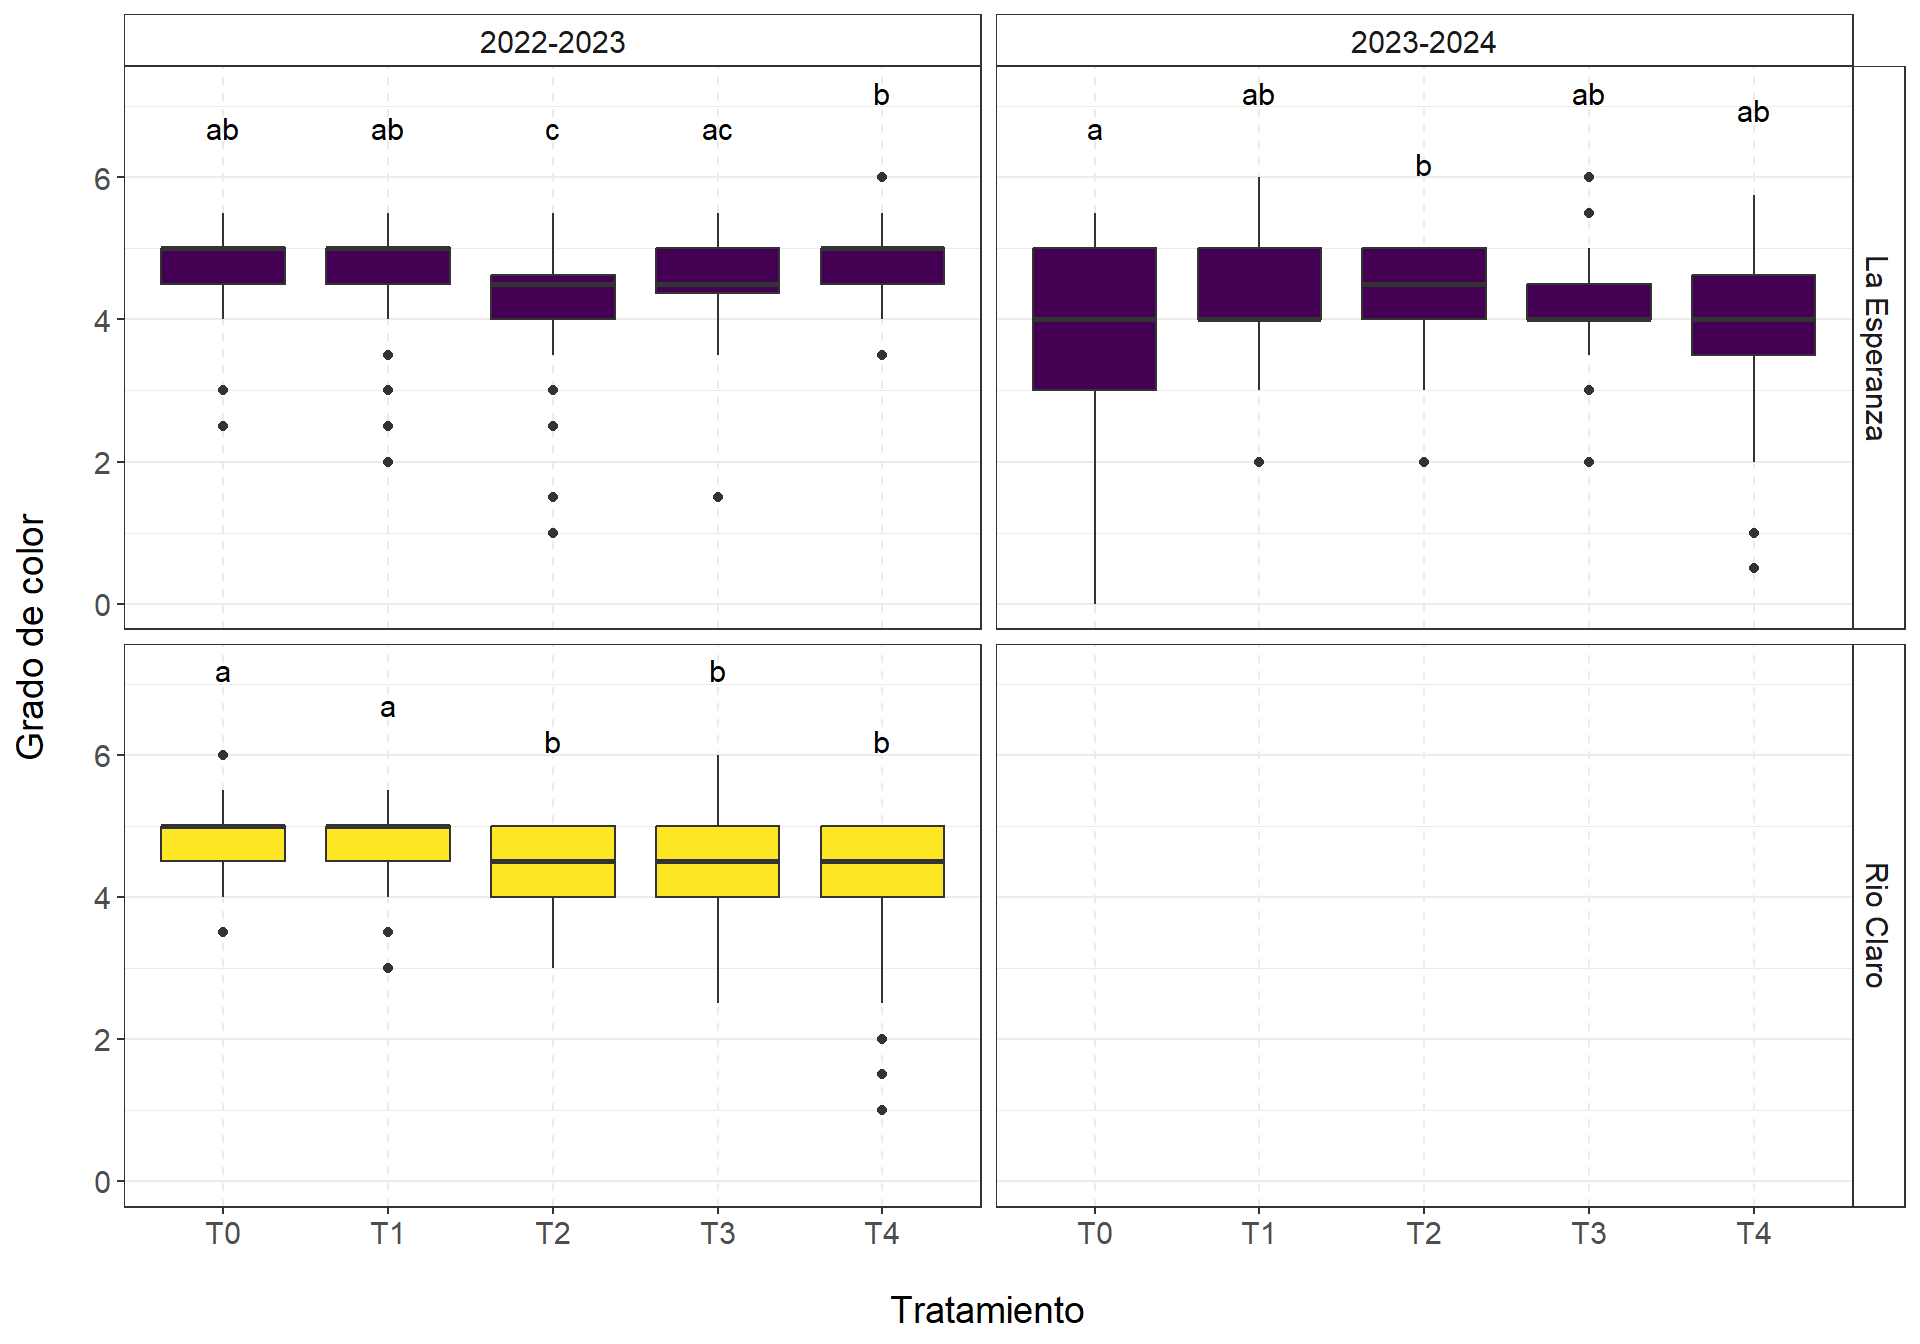 2022-2023
2023-2024
ab
ab
c
ac
b
a
ab
b
ab
ab
La Esperanza
6
4
2
0
Grado de color
a
a
b
b
b
Rio Claro
6
4
2
0
T0
T1
T2
T3
T4
T0
T1
T2
T3
T4
Tratamiento